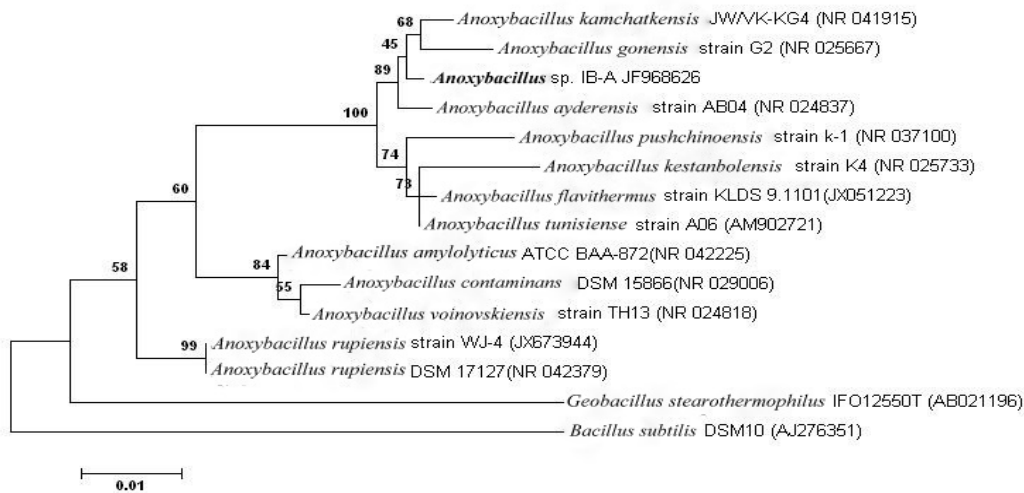 68 Anoxybacillus kamchatkensis JW/VK-KG4 (NR 041915)
45 Anoxybacillus gonensis strain G2 (NR 025667)
89 Anoxybacillus sp. IB-A JF968626
Anoxybacillus ayderensis strain AB04 (NR 024837)
100
Anoxybacillus pushchinoensis strain k-1 (NR 037100)
74 Anoxybacillus kestanbolensis strain K4 (NR 025733)
73 Anoxybacillus flavithermus strain KLDS 9.1101(JX051223)
60
Anoxybacillus tunisiense strain A06 (AM902721)
Anoxybacillus amylolyticus ATCC BAA-872(NR 042225)
84
58
55 Anoxybacillus contaminans DSM 15866(NR 029006)
Anoxybacillus voinovskiensis strain TH13 (NR 024818)
99 Anoxybacillus rupiensis strain WJ-4 (JX673944)
Anoxybacillus rupiensis DSM 17127(NR 042379)
Geobacillus stearothermophilus IFO12550T (AB021196)
Bacillus subtilis DSM10 (AJ276351)
0.01